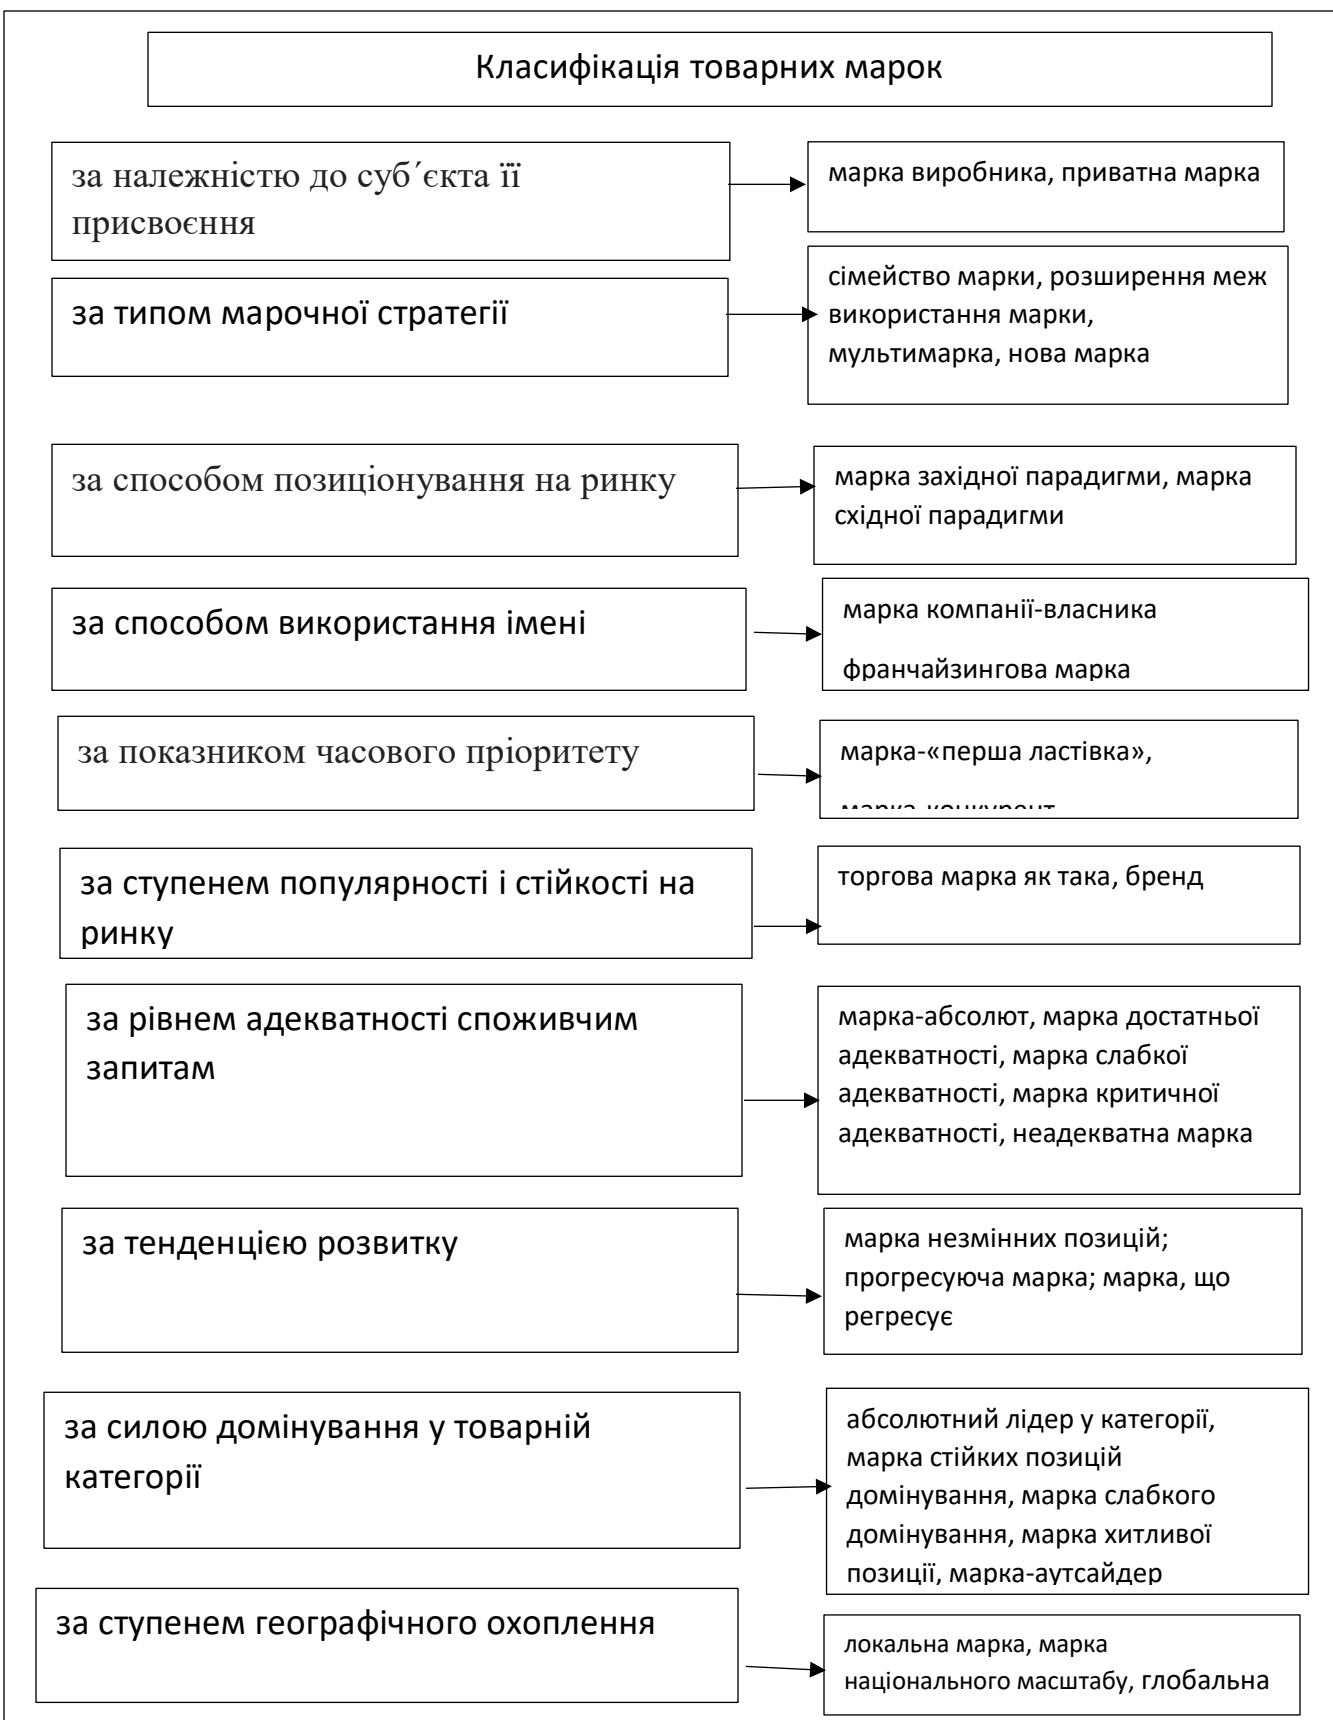 Класифікація товарних марок
за належністю до суб´єкта її
присвоєння
марка виробника, приватна марка
за типом марочної стратегії
сімейство марки, розширення меж
використання марки,
мультимарка, нова марка
за способом позиціонування на ринку
марка західної парадигми, марка
східної парадигми
за способом використання імені
марка компанії-власника
франчайзингова марка
за показником часового пріоритету
марка-«перша ластівка»,
марка-конкурент
за ступенем популярності і стійкості на
ринку
торгова марка як така, бренд
за рівнем адекватності споживчим
запитам
марка-абсолют, марка достатньої
адекватності, марка слабкої
адекватності, марка критичної
адекватності, неадекватна марка
за тенденцією розвитку
марка незмінних позицій;
прогресуюча марка; марка, що
регресує
за силою домінування у товарній
категорії
абсолютний лідер у категорії,
марка стійких позицій
домінування, марка слабкого
домінування, марка хитливої
позиції, марка-аутсайдер
за ступенем географічного охоплення
локальна марка, марка
національного масштабу, глобальна